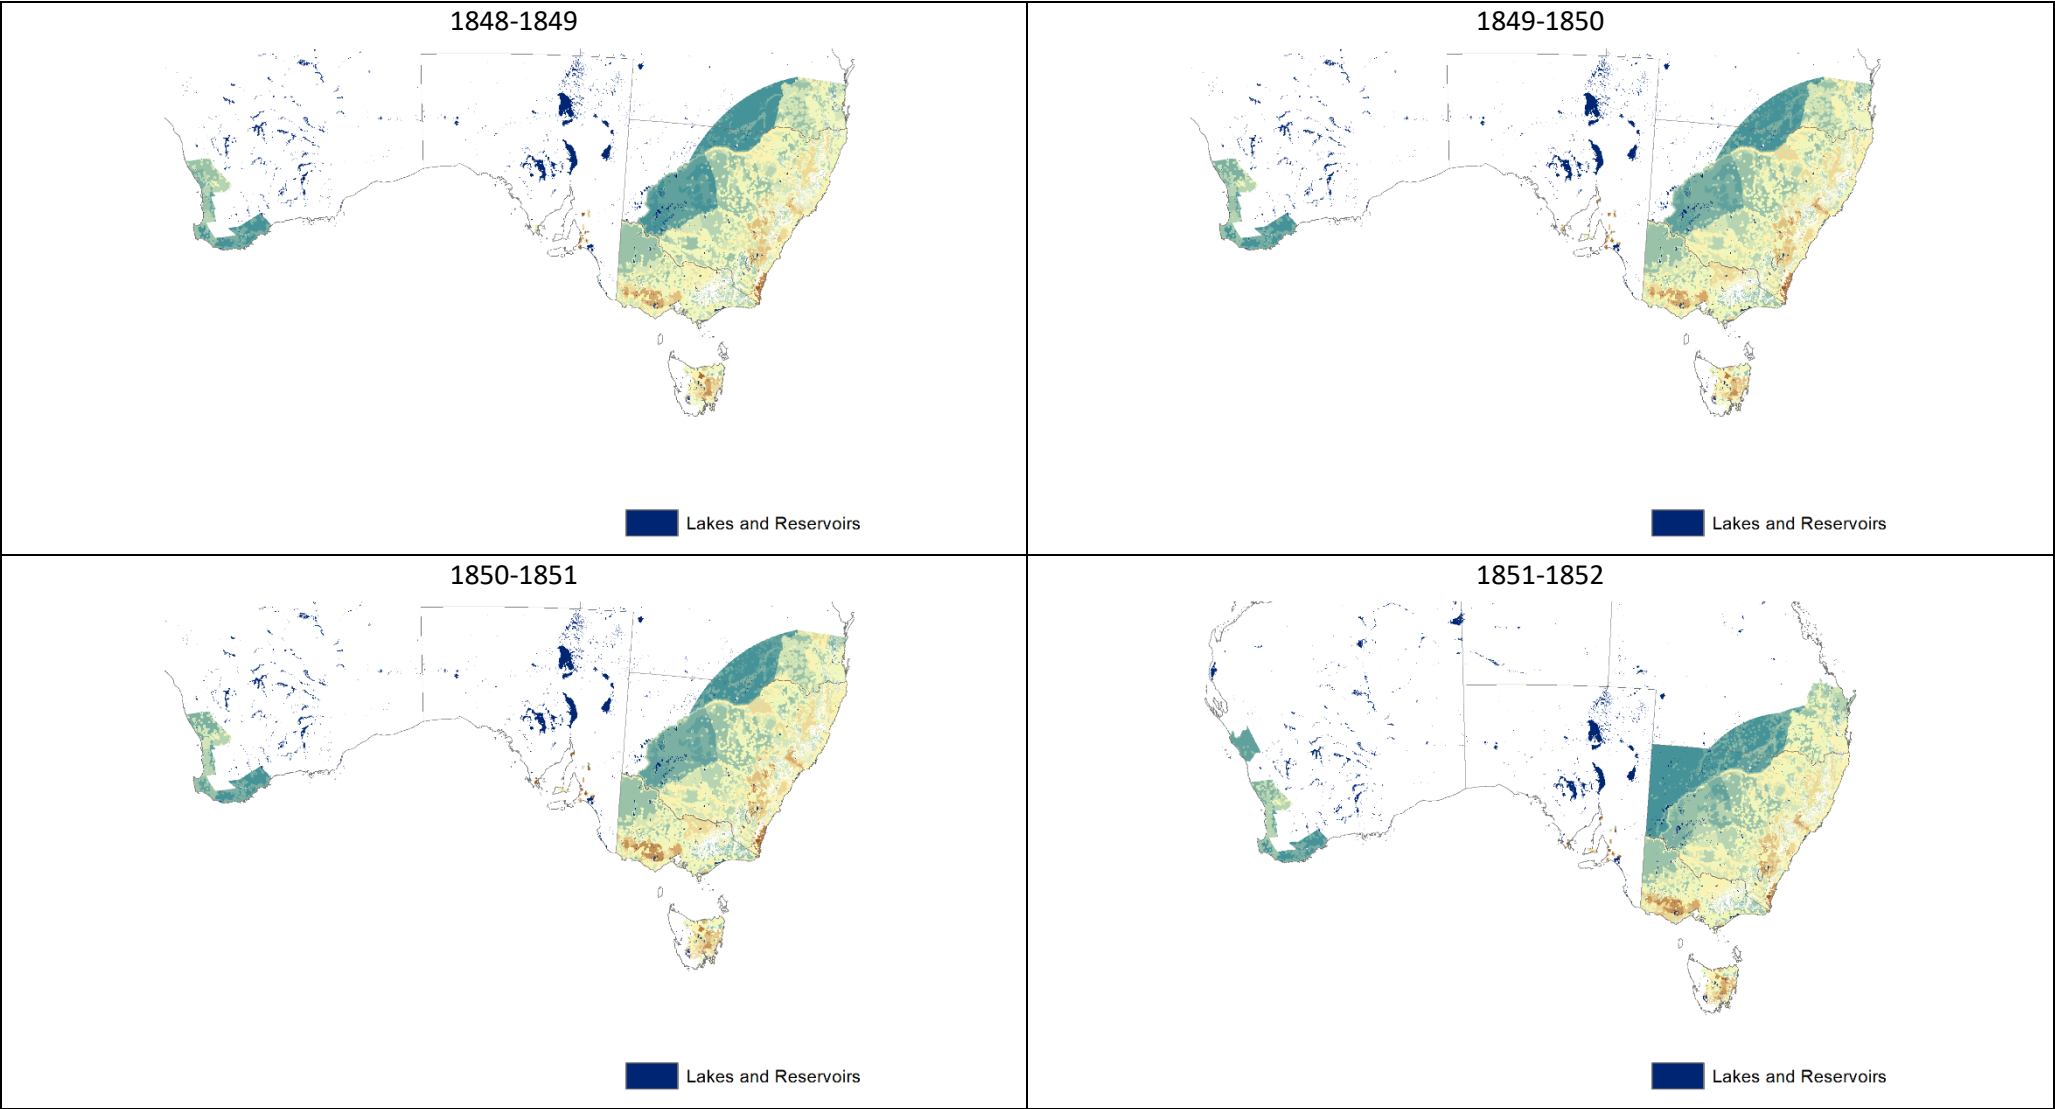 1848-1849
1849-1850
Lakes and Reservoirs
Lakes and Reservoirs
1850-1851
1851-1852
Lakes and Reservoirs
Lakes and Reservoirs